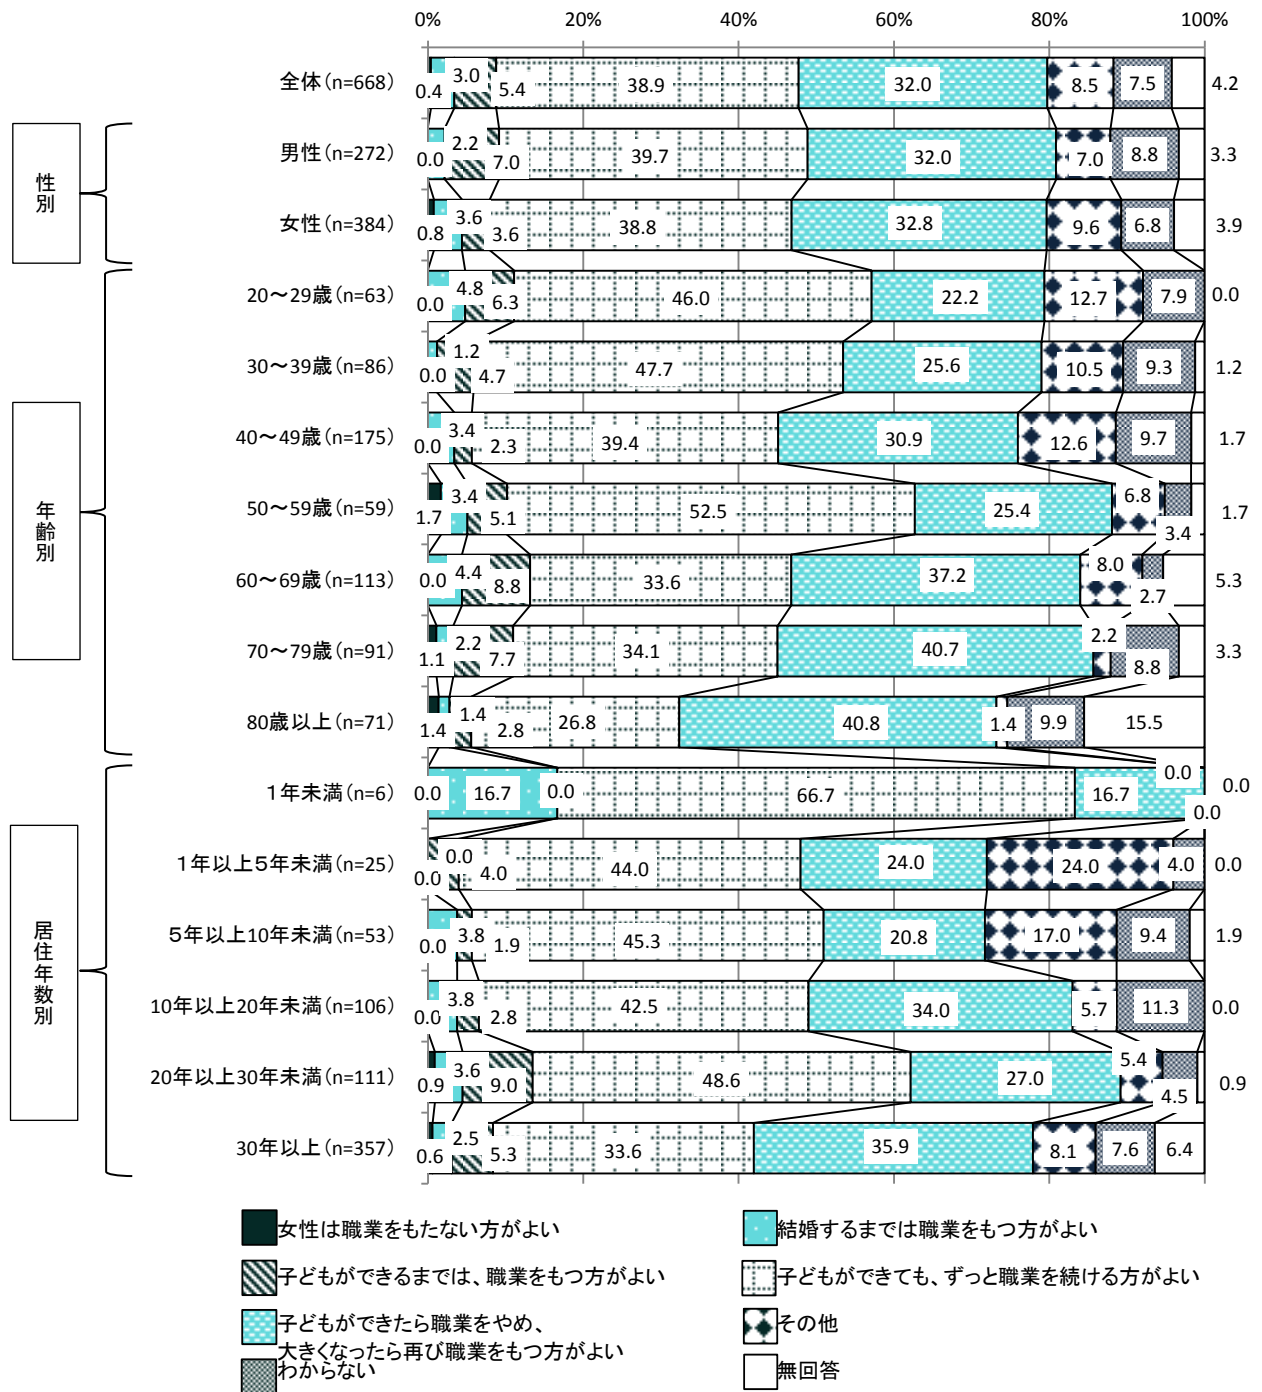 0% 20% 40% 60% 80% 100%
全体(n=668) 0.4 3.0 5.4 38.9 32.0 8.5 7.5 4.2
性別
男性(n=272) 0.0 2.2 7.0 39.7 32.0 7.0 8.8 3.3
女性(n=384) 0.8 3.6 3.6 38.8 32.8 9.6 6.8 3.9
年齢別
20～29歳(n=63) 0.0 4.8 6.3 46.0 22.2 12.7 7.9 0.0
30～39歳(n=86) 0.0 1.2 4.7 47.7 25.6 10.5 9.3 1.2
40～49歳(n=175) 0.0 3.4 2.3 39.4 30.9 12.6 9.7 1.7
50～59歳(n=59) 1.7 3.4 5.1 52.5 25.4 6.8 3.4 1.7
60～69歳(n=113) 0.0 4.4 8.8 33.6 37.2 8.0 2.7 5.3
70～79歳(n=91) 1.1 2.2 7.7 34.1 40.7 2.2 8.8 3.3
80歳以上(n=71) 1.4 1.4 2.8 26.8 40.8 1.4 9.9 15.5
居住年数別
１年未満(n=6) 0.0 16.7 0.0 66.7 16.7 0.0 0.0 0.0
１年以上５年未満(n=25) 0.0 0.0 4.0 44.0 24.0 24.0 4.0 0.0
５年以上10年未満(n=53) 0.0 3.8 1.9 45.3 20.8 17.0 9.4 1.9
10年以上20年未満(n=106) 0.0 3.8 2.8 42.5 34.0 5.7 11.3 0.0
20年以上30年未満(n=111) 0.9 3.6 9.0 48.6 27.0 5.4 4.5 0.9
30年以上(n=357) 0.6 2.5 5.3 33.6 35.9 8.1 7.6 6.4
女性は職業をもたない方がよい
結婚するまでは職業をもつ方がよい
子どもができるまでは、職業をもつ方がよい
子どもができても、ずっと職業を続ける方がよい
子どもができたら職業をやめ、
大きくなったら再び職業をもつ方がよい
その他
わからない
無回答